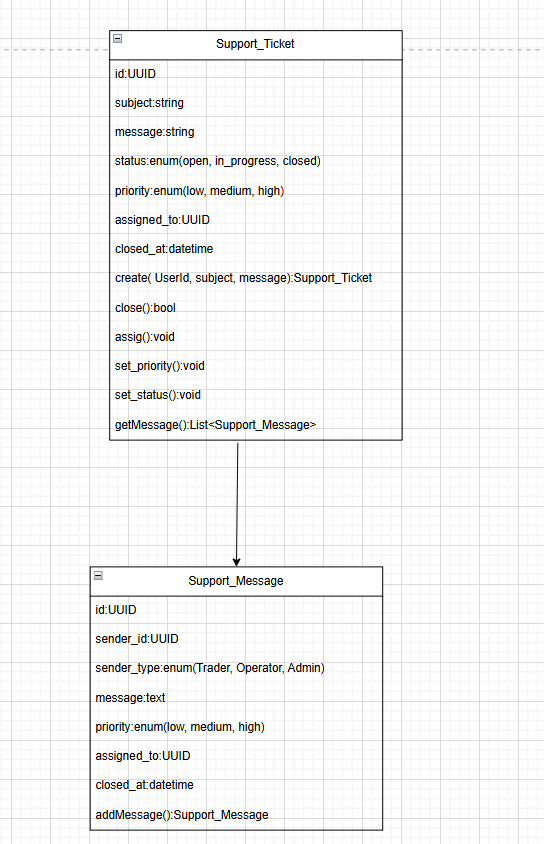 Support_Ticket
id:UUID
subject:string
message:string
status:enum(open, in_progress, closed)
priority:enum(low, medium, high)
assigned_to:UUID
closed_at:datetime
create( UserId, subject, message):Support_Ticket
close():bool
assig():void
set_priority():void
set_status():void
getMessage():List<Support_Message>
Support_Message
id:UUID
sender_id:UUID
sender_type:enum(Trader, Operator, Admin)
message:text
priority:enum(low, medium, high)
assigned_to:UUID
closed_at:datetime
addMessage():Support_Message